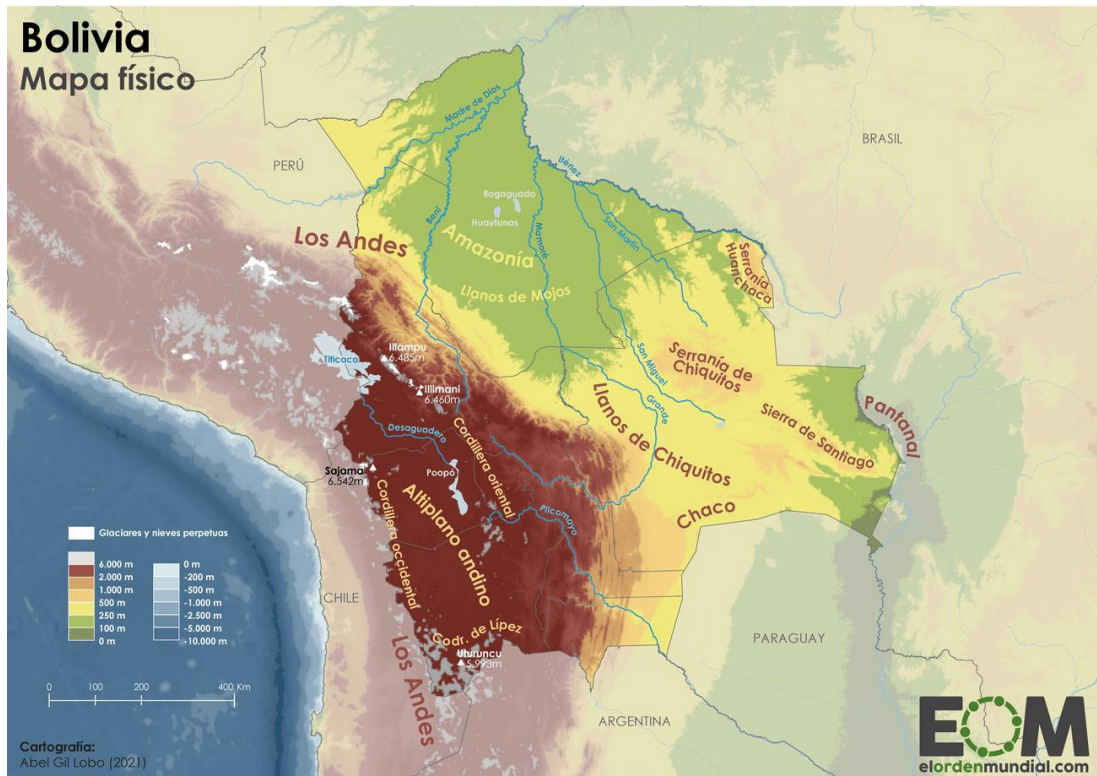 Bolivia
Mapa físico
BRASIL
PERÚ
Madre de Dios
Iténez
Rogaguado
Huaytunas
Beni
Mamoré
San Martín
Los Andes
Amazonía
Serranía
Huanchaca
Llanos de Mojos
Illampu
6.485m
Titicaca
Illimani
6.460m
San Miguel
Serranía de
Chiquitos
Grande
Llanos de Chiquitos
Sierra de Santiago
Pantanal
Desaguadero
Cordillera oriental
Sajama
6.542m
Poopó
Altiplano andino
Cordillera occidental
Pilcomayo
Chaco
Glaciares y nieves perpetuas
6.000 m
2.000 m
1.000 m
500 m
250 m
100 m
0 m
0 m
-200 m
-500 m
-1.000 m
-2.500 m
-5.000 m
-10.000 m
CHILE
Codr. de Lípez
Uturuncu
5.993m
Los Andes
PARAGUAY
ARGENTINA
0 100 200 400 Km
Cartografía:
Abel Gil Lobo (2021)
EOM
elordenmundial.com